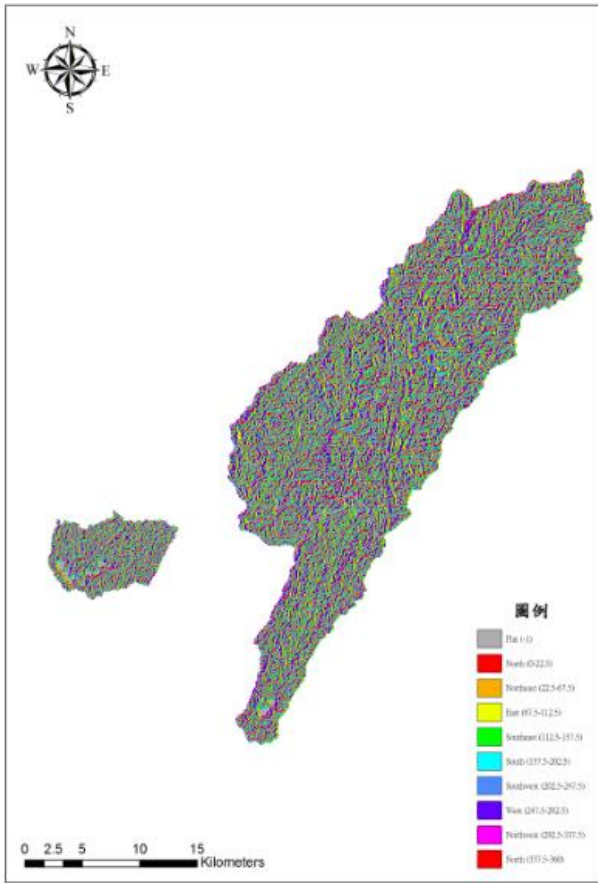 N
W E
S
圖例
Flat (-1)
North (0-22.5)
Northeast (22.5-67.5)
East (67.5-112.5)
Southeast (112.5-157.5)
South (157.5-202.5)
Southwest (202.5-247.5)
West (247.5-292.5)
Northwest (292.5-337.5)
North (337.5-360)
0 2.5 5 10 15
Kilometers